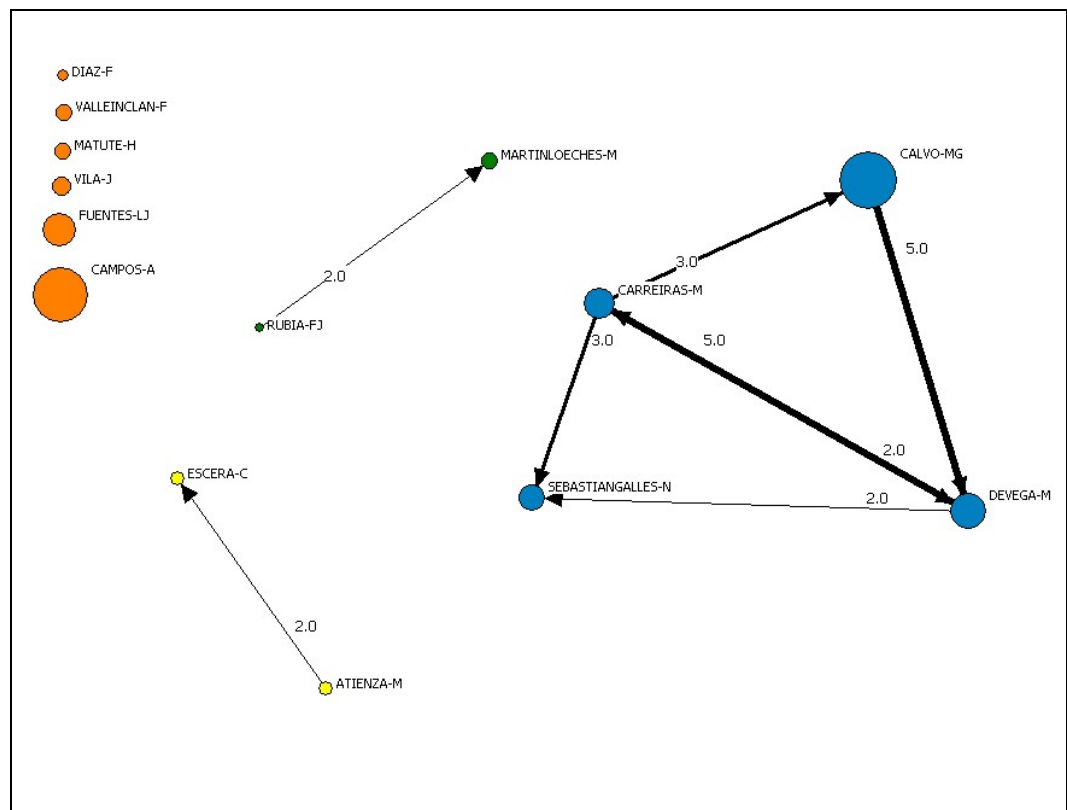 DIAZ-F
VALLEINCLAN-F
MATUTE-H
VILA-J
FUENTES-LJ
CAMPOS-A
MARTINLOECHES-M
2.0
RUBIA-FJ
CALVO-MG
5.0
3.0
CARREIRAS-M
3.0
5.0
2.0
ESCERA-C
SEBASTIANGALLES-N
2.0
DEVEGA-M
2.0
ATIENZA-M